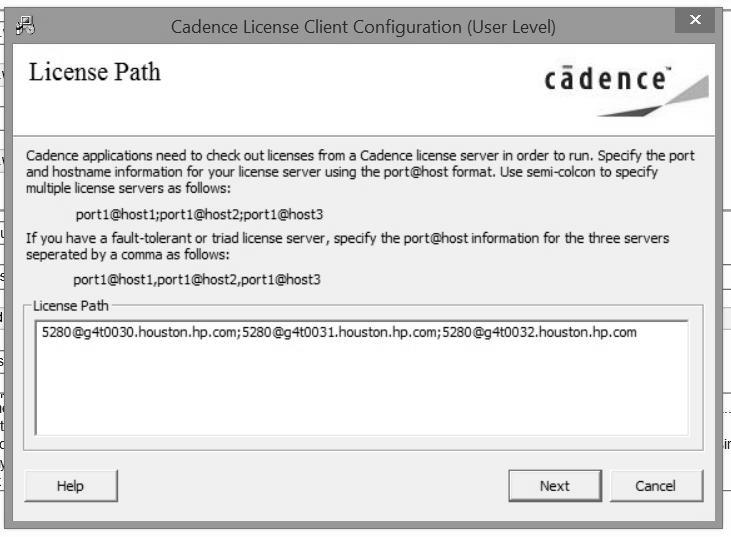 Cadence License Client Configuration (User Level)
License Path
cādence™
Cadence applications need to check out licenses from a Cadence license server in order to run. Specify the port
and hostname information for your license server using the port@host format. Use semi-colcon to specify
multiple license servers as follows:
port1@host1;port1@host2;port1@host3
If you have a fault-tolerant or triad license server, specify the port@host information for the three servers
seperated by a comma as follows:
port1@host1,port1@host2,port1@host3
License Path
5280@g4t0030.houston.hp.com;5280@g4t0031.houston.hp.com;5280@g4t0032.houston.hp.com
Help
Next
Cancel